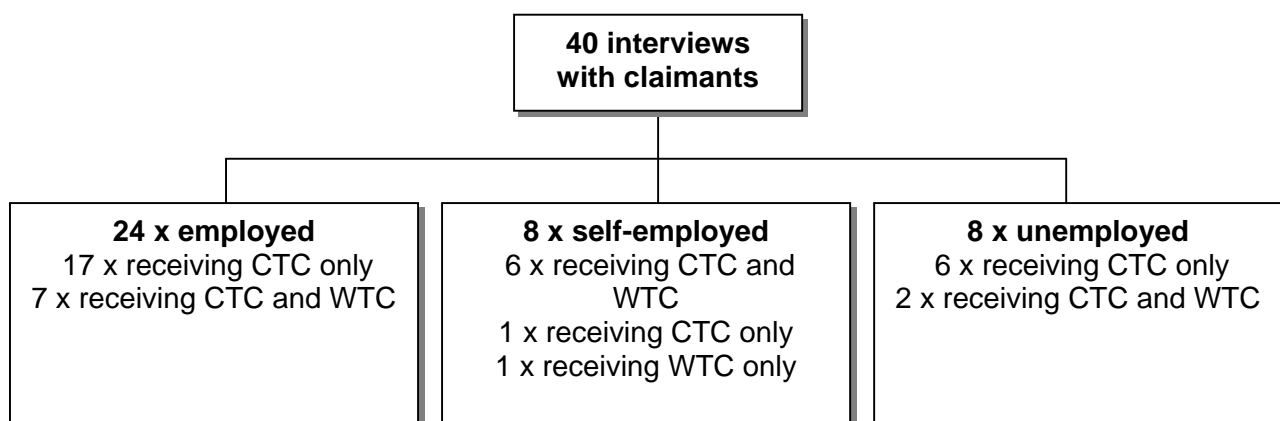 40 interviews
with claimants
24 x employed
17 x receiving CTC only
7 x receiving CTC and WTC
8 x self-employed
6 x receiving CTC and
WTC
1 x receiving CTC only
1 x receiving WTC only
8 x unemployed
6 x receiving CTC only
2 x receiving CTC and WTC